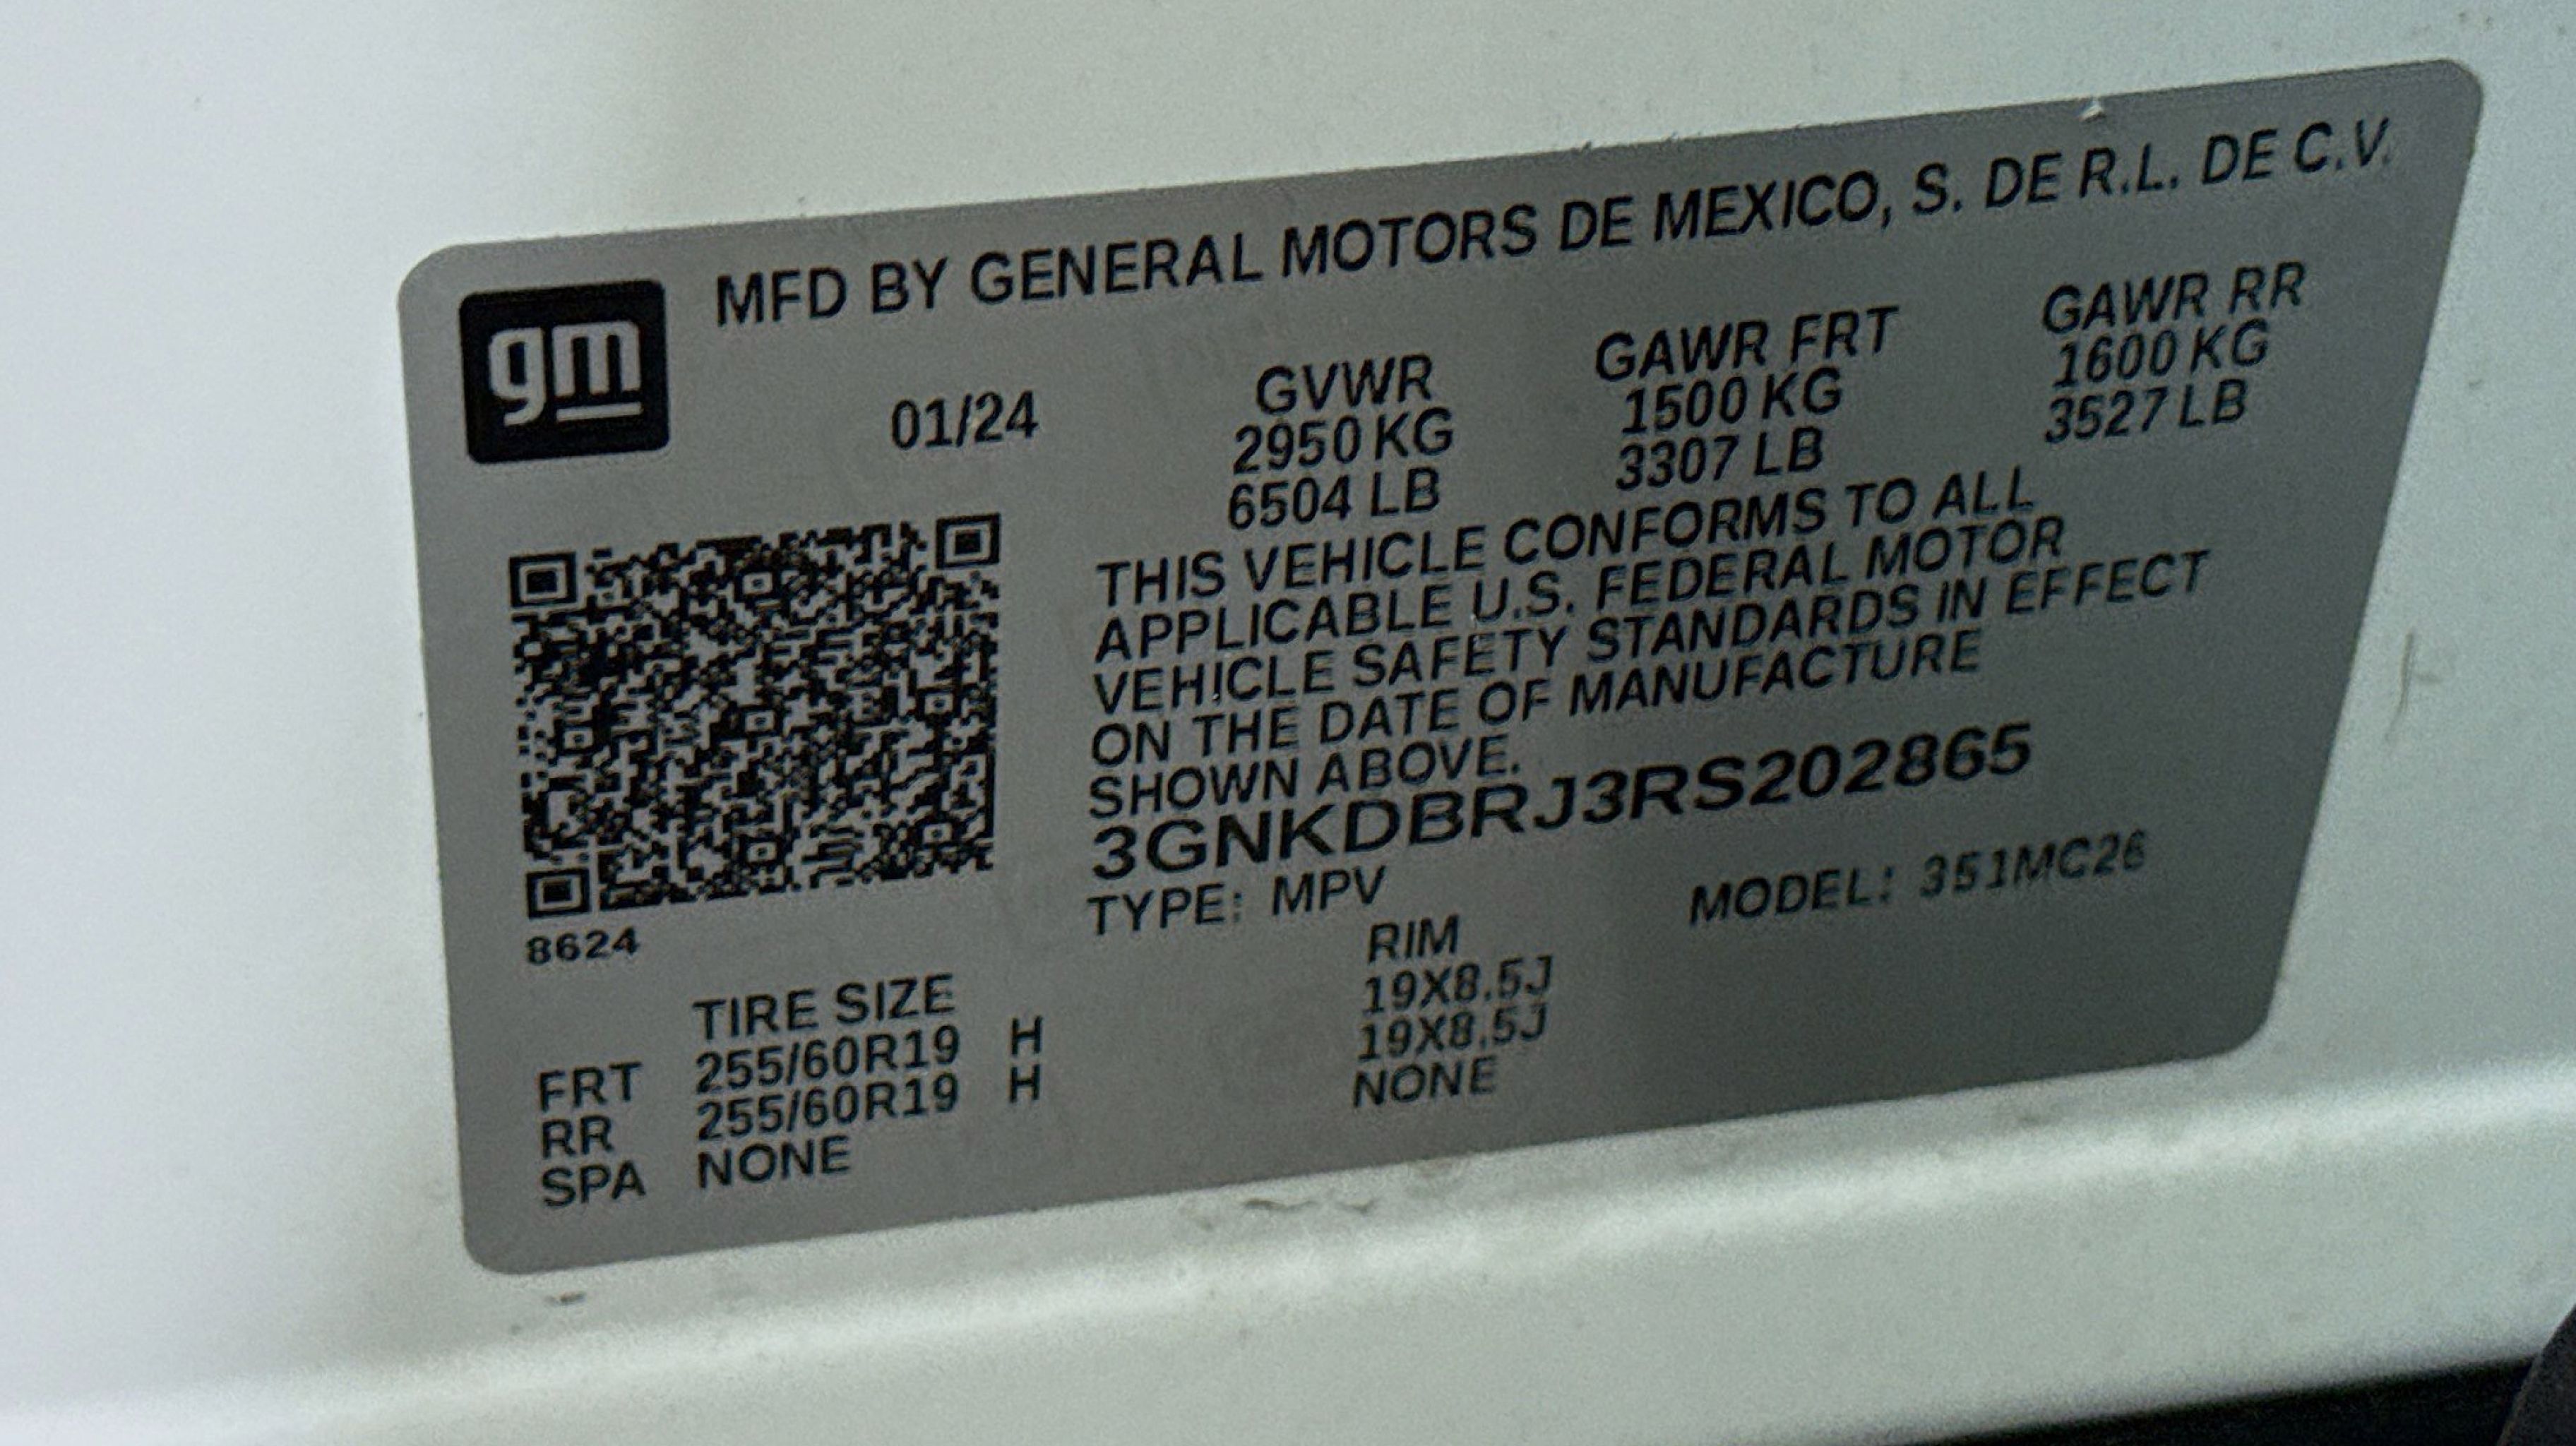 gm
MFD BY GENERAL MOTORS DE MEXICO, S. DE R.L. DE C.V.
01/24
GVWR
2950 KG
6504 LB
GAWR FRT
1500 KG
3307 LB
GAWR RR
1600 KG
3527 LB
THIS VEHICLE CONFORMS TO ALL
APPLICABLE U.S. FEDERAL MOTOR
VEHICLE SAFETY STANDARDS IN EFFECT
ON THE DATE OF MANUFACTURE
SHOWN ABOVE.
3GNKDBRJ3RS202865
TYPE: MPV
MODEL: 351MC26
8624
TIRE SIZE
RIM
FRT 255/60R19 H 19X8.5J
RR 255/60R19 H 19X8.5J
SPA NONE NONE